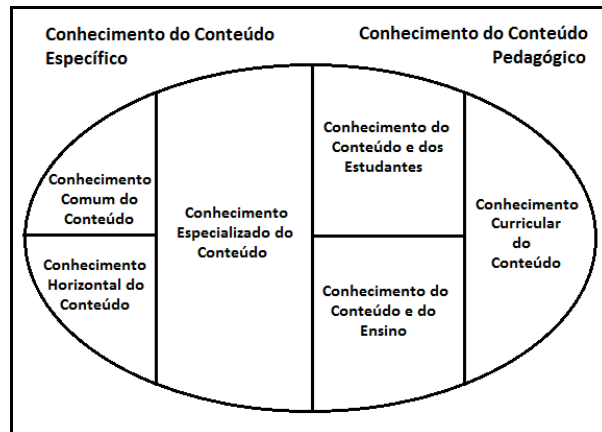 Conhecimento do Conteúdo
Específico
Conhecimento do Conteúdo
Pedagógico
Conhecimento
Comum do
Conteúdo
Conhecimento
Horizontal do
Conteúdo
Conhecimento
Especializado do
Conteúdo
Conhecimento do
Conteúdo e dos
Estudantes
Conhecimento do
Conteúdo e do
Ensino
Conhecimento
Curricular
do
Conteúdo